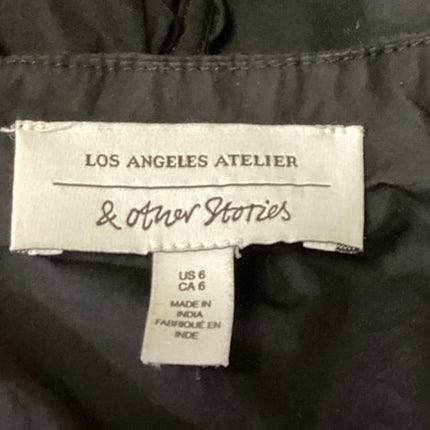 LOS ANGELES ATELIER
& other Stories
US 6
CA 6
MADE IN
INDIA
FABRIQUÉ EN
INDE